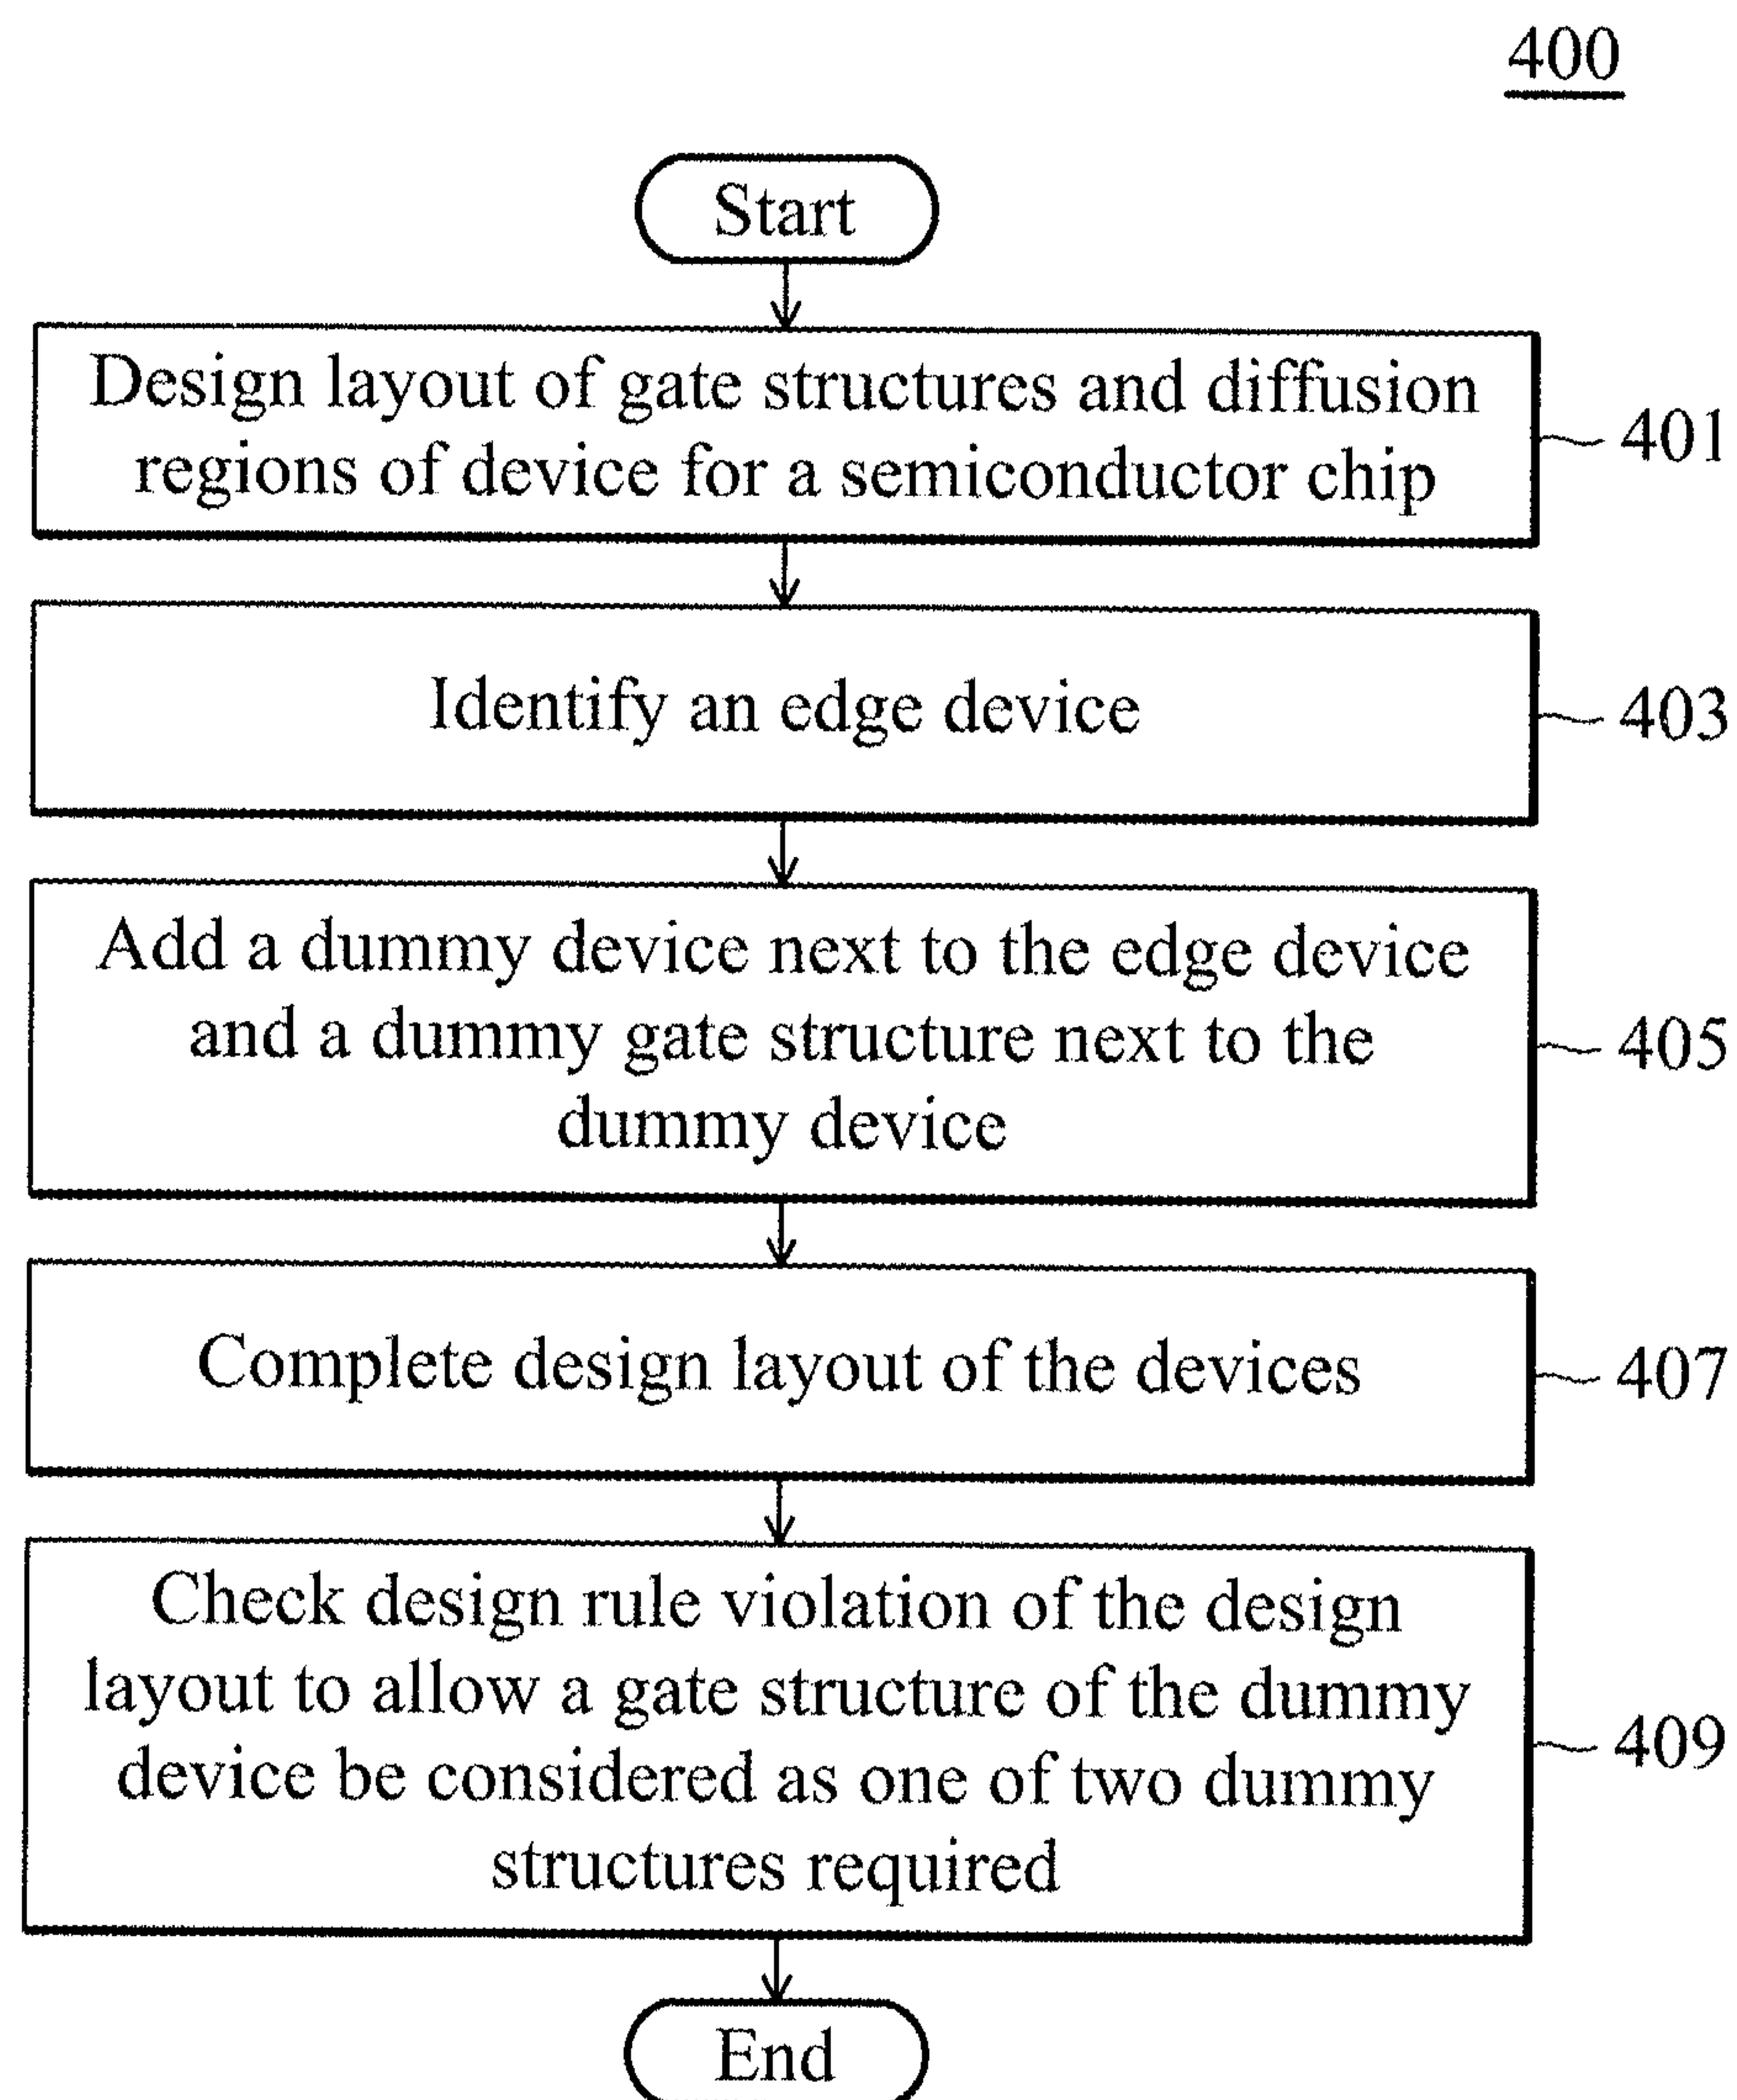 400
Start
Design layout of gate structures and diffusion
regions of device for a semiconductor chip
401
Identify an edge device
403
Add a dummy device next to the edge device
and a dummy gate structure next to the
dummy device
405
Complete design layout of the devices
407
Check design rule violation of the design
layout to allow a gate structure of the dummy
device be considered as one of two dummy
structures required
409
End